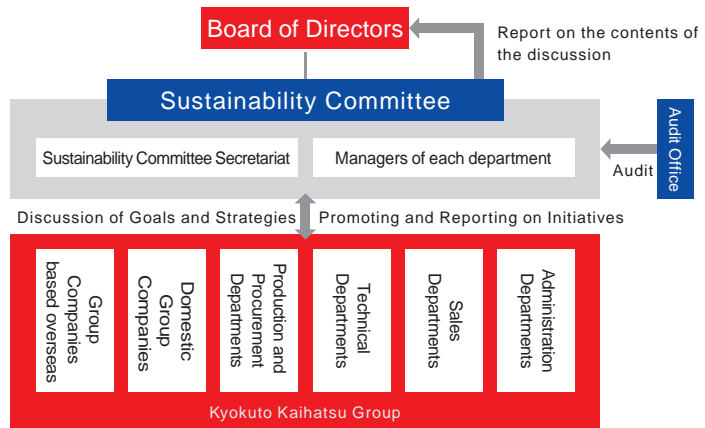 Board of Directors
Report on the contents of
the discussion
Sustainability Committee
Sustainability Committee Secretariat
Managers of each department
Audit
Audit Office
Discussion of Goals and Strategies
Promoting and Reporting on Initiatives
Group
Companies
based overseas
Domestic
Group
Companies
Production and
Procurement
Departments
Technical
Departments
Sales
Departments
Administration
Departments
Kyokuto Kaihatsu Group